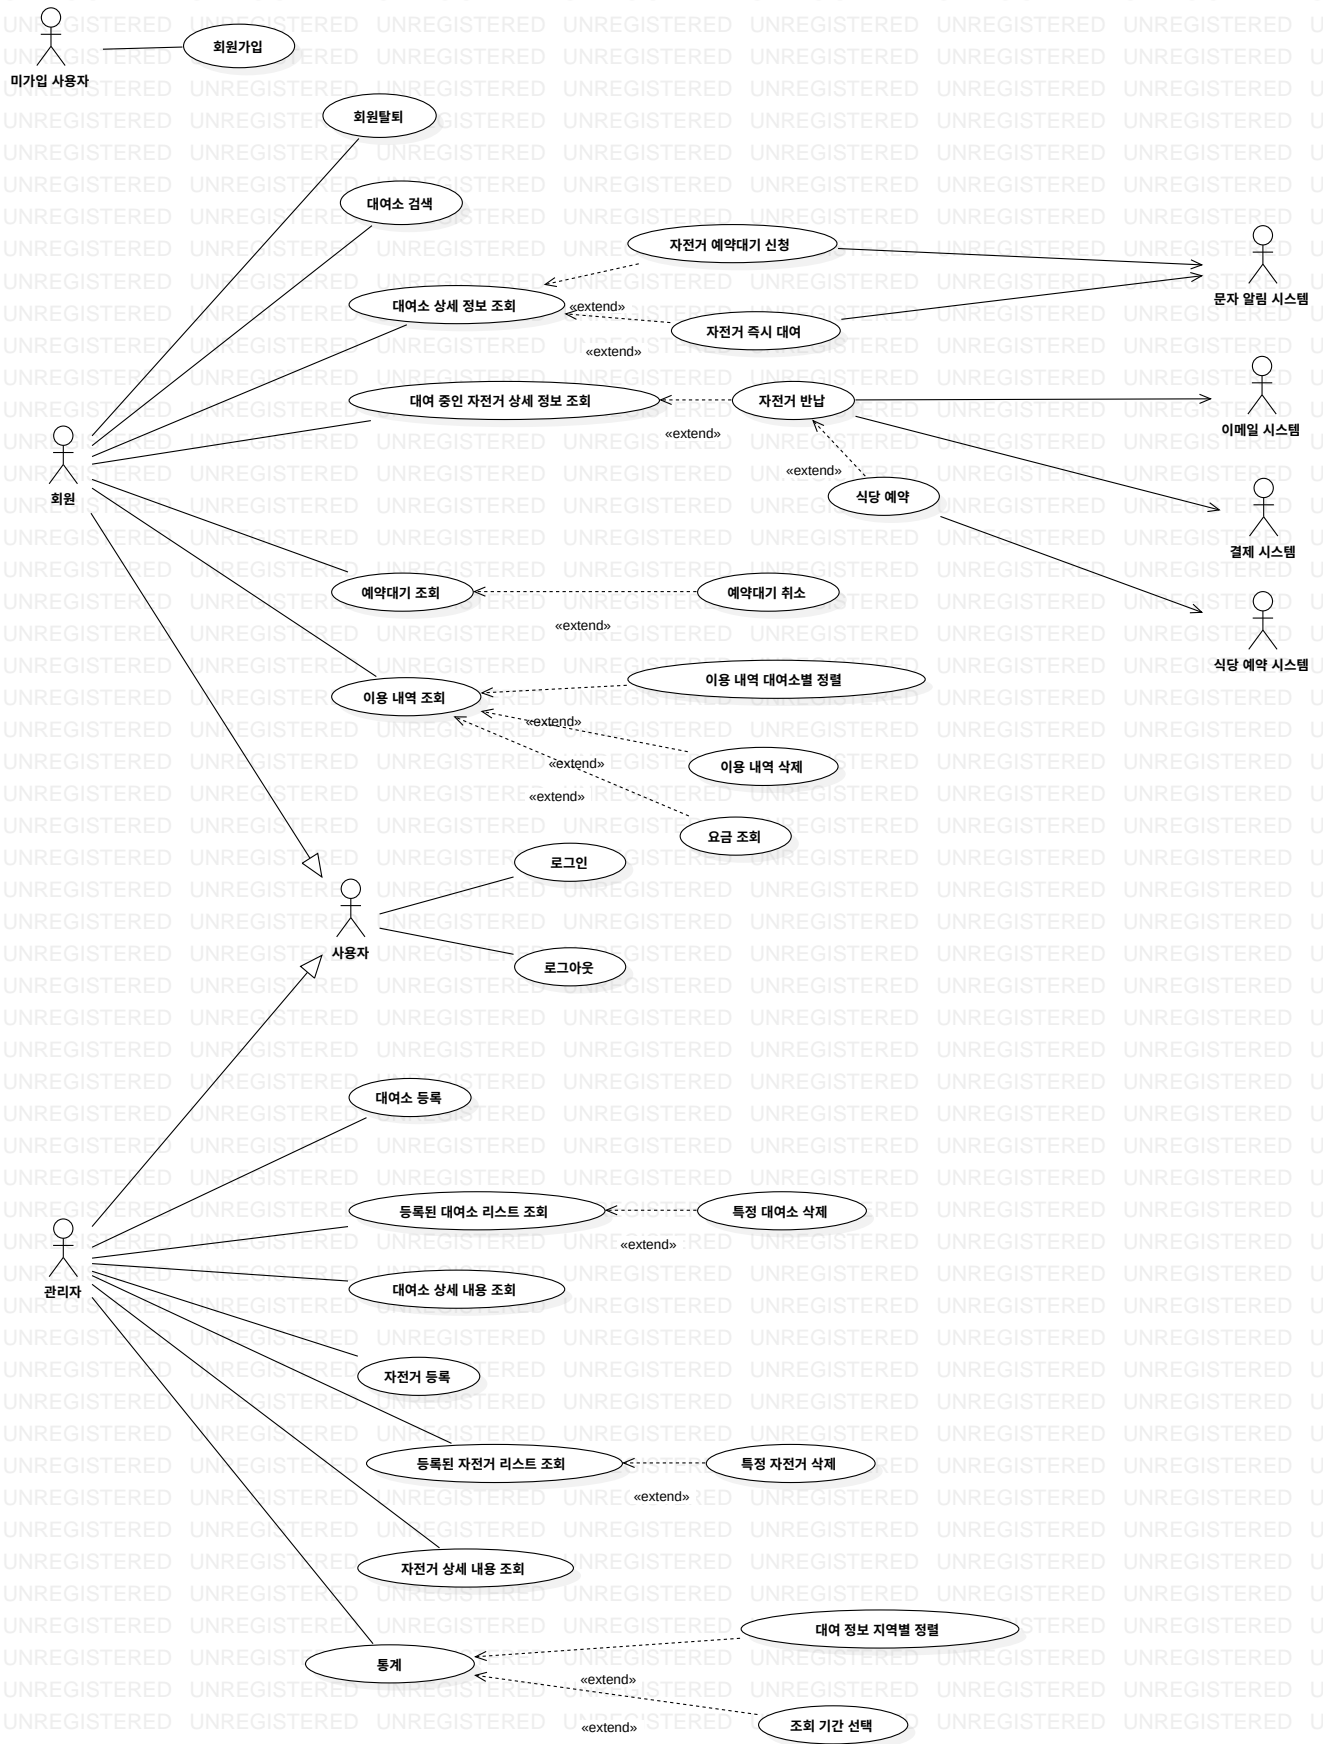 미가입 사용자
회원가입
회원탈퇴
대여소 검색
자전거 예약대기 신청
문자 알림 시스템
대여소 상세 정보 조회
«extend»
자전거 즉시 대여
«extend»
대여 중인 자전거 상세 정보 조회
자전거 반납
이메일 시스템
«extend»
«extend»
식당 예약
회원
결제 시스템
예약대기 조회
예약대기 취소
«extend»
식당 예약 시스템
이용 내역 조회
이용 내역 대여소별 정렬
«extend»
«extend»
이용 내역 삭제
«extend»
요금 조회
로그인
사용자
로그아웃
대여소 등록
등록된 대여소 리스트 조회
특정 대여소 삭제
«extend»
관리자
대여소 상세 내용 조회
자전거 등록
등록된 자전거 리스트 조회
특정 자전거 삭제
«extend»
자전거 상세 내용 조회
대여 정보 지역별 정렬
통계
«extend»
조회 기간 선택
«extend»
UNREGISTERED